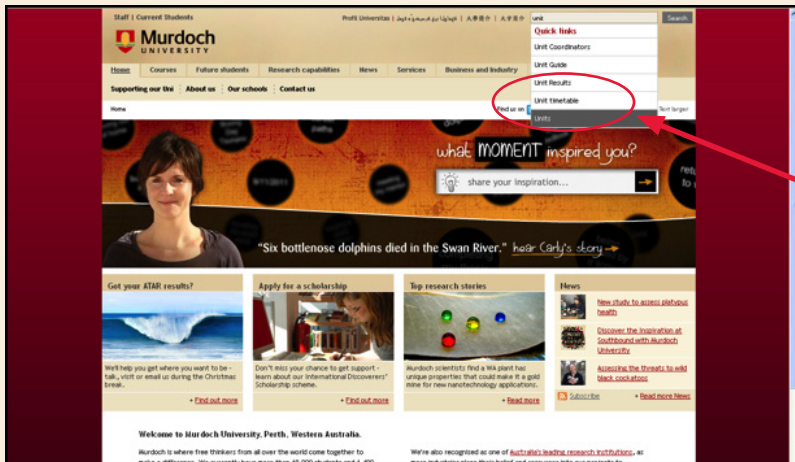 Staff | Current Students
Profil Universitas | 大學簡介 | 大学简介
unit
Search
Murdoch
UNIVERSITY
Quick links
Unit Coordinators
Unit Guide
Unit Results
Unit timetable
Units
Home Courses Future students Research capabilities News Services Business and Industry
Supporting our Uni About us Our schools Contact us
Home
Find us on
Text larger
what MOMENT inspired you?
share your inspiration...
"Six bottlenose dolphins died in the Swan River." hear Carly's story
Got your ATAR results?
We'll help you get where you want to be -
talk, visit or email us during the Christmas
break.
Find out more
Apply for a scholarship
Don't miss your chance to get support -
learn about our International Discoverers'
Scholarship scheme.
Find out more
Top research stories
Murdoch scientists find a WA plant has
unique properties that could make it a gold
mine for new nanotechnology applications.
Read more
News
New study to assess platypus
health
Discover the inspiration at
Southbound with Murdoch
University
Assessing the threats to wild
black cockatoos
Subscribe
Read more News
Welcome to Murdoch University, Perth, Western Australia.
Murdoch is where free thinkers from all over the world come together to
We're also recognised as one of Australia's leading research institutions, as